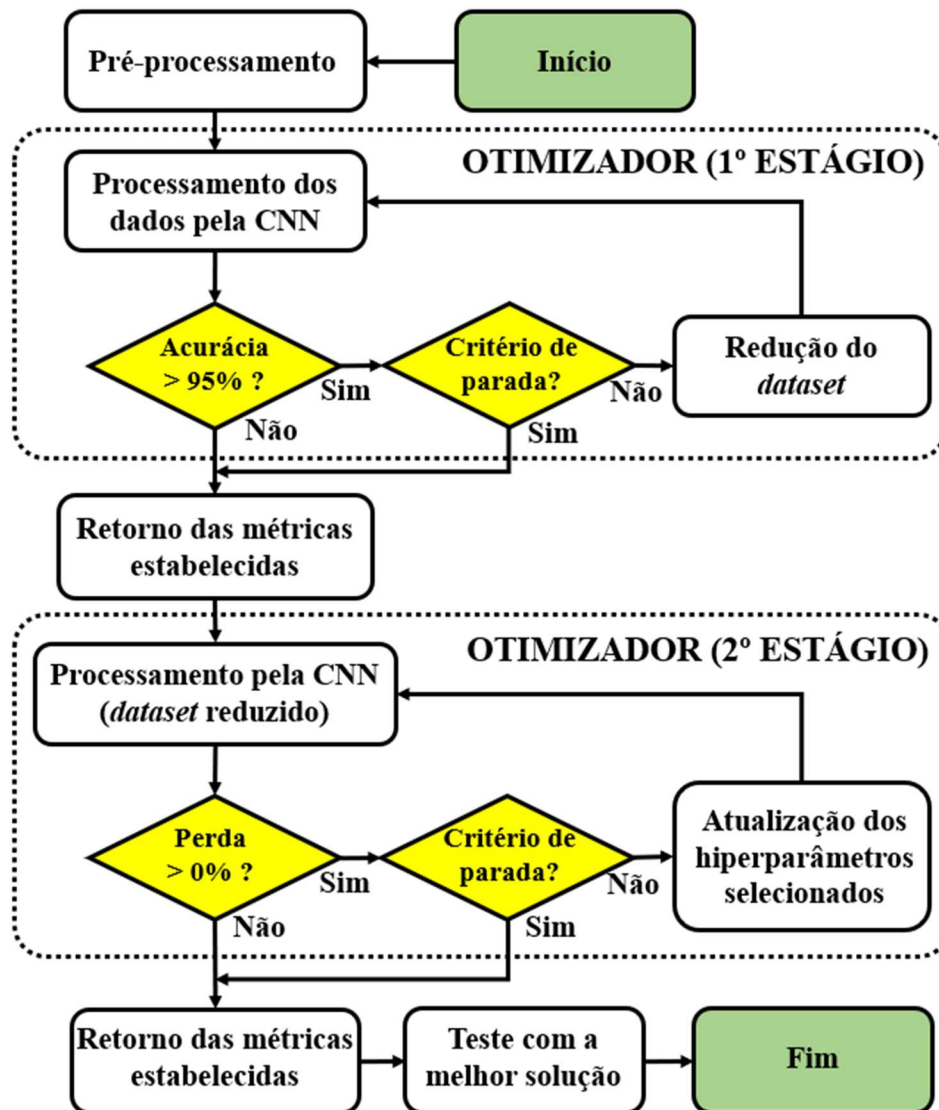 Pré-processamento
Início
OTIMIZADOR (1º ESTÁGIO)
Processamento dos
dados pela CNN
Acurácia
> 95% ?
Sim
Não
Critério de
parada?
Não
Sim
Redução do
dataset
Retorno das métricas
estabelecidas
OTIMIZADOR (2º ESTÁGIO)
Processamento pela CNN
(dataset reduzido)
Perda
> 0% ?
Sim
Não
Critério de
parada?
Não
Sim
Atualização dos
hiperparâmetros
selecionados
Retorno das métricas
estabelecidas
Teste com a
melhor solução
Fim